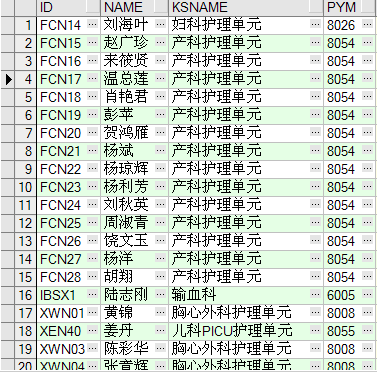 ID NAME KSNAME PYM
1 FCN14 刘海叶 妇科护理单元 8026
2 FCN15 赵广珍 产科护理单元 8054
3 FCN16 来筱贤 产科护理单元 8054
4 FCN17 温总莲 产科护理单元 8054
5 FCN18 肖艳君 产科护理单元 8054
6 FCN19 彭苹 产科护理单元 8054
7 FCN20 贺鸿雁 产科护理单元 8054
8 FCN21 杨斌 产科护理单元 8054
9 FCN22 杨琼辉 产科护理单元 8054
10 FCN23 杨利芳 产科护理单元 8054
11 FCN24 刘秋英 产科护理单元 8054
12 FCN25 周淑青 产科护理单元 8054
13 FCN26 饶文玉 产科护理单元 8054
14 FCN27 杨洋 产科护理单元 8054
15 FCN28 胡翔 产科护理单元 8054
16 IBSX1 陆志刚 输血科 6005
17 XWN01 黄锦 胸心外科护理单元 8008
18 XEN40 姜丹 儿科PICU护理单元 8055
19 XWN03 陈彩华 胸心外科护理单元 8008
20 XWN04 胸心外科护理单元 8008